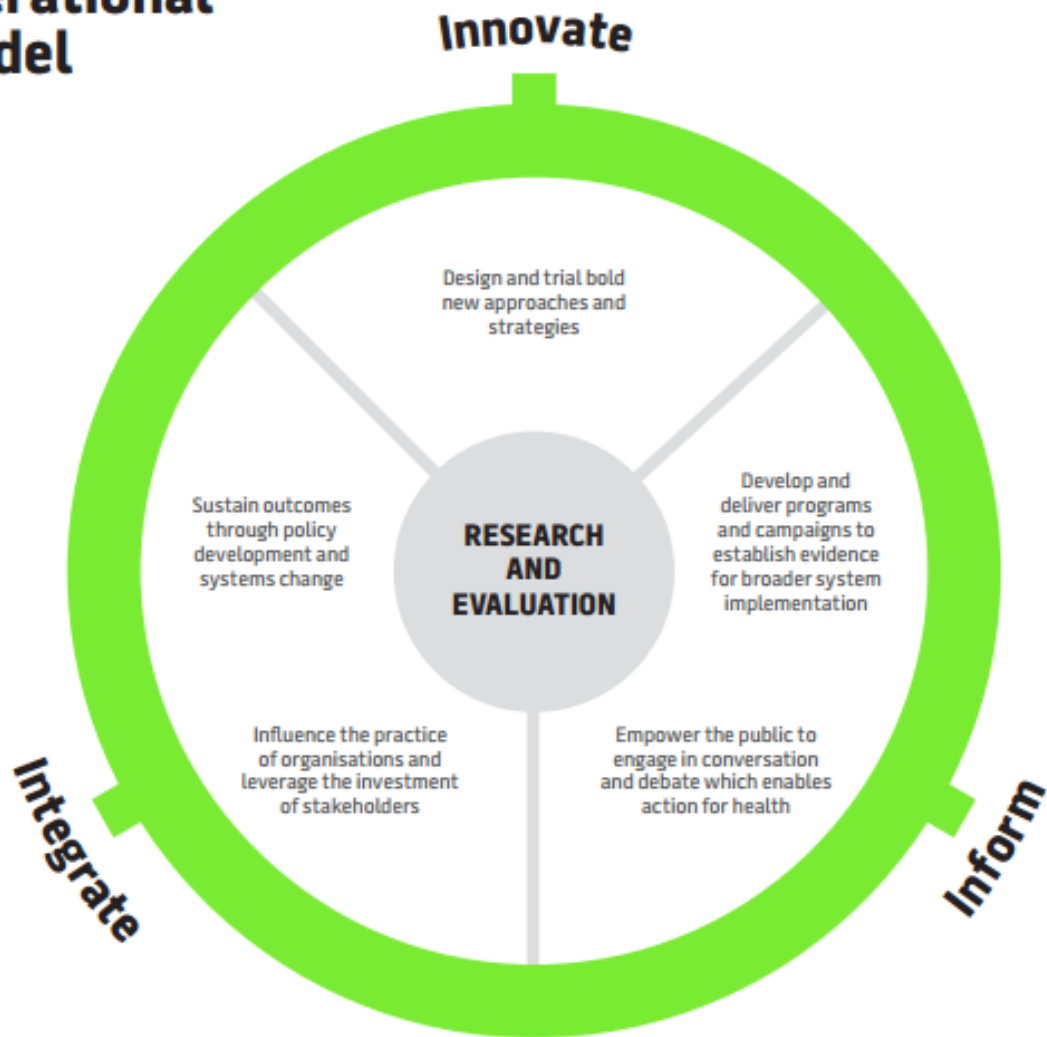 erational
del
Innovate
Design and trial bold
new approaches and
strategies
Develop and
deliver programs
and campaigns to
establish evidence
for broader system
implementation
Sustain outcomes
through policy
development and
systems change
RESEARCH
AND
EVALUATION
Influence the practice
of organisations and
leverage the investment
of stakeholders
Empower the public to
engage in conversation
and debate which enables
action for health
Integrate
Inform